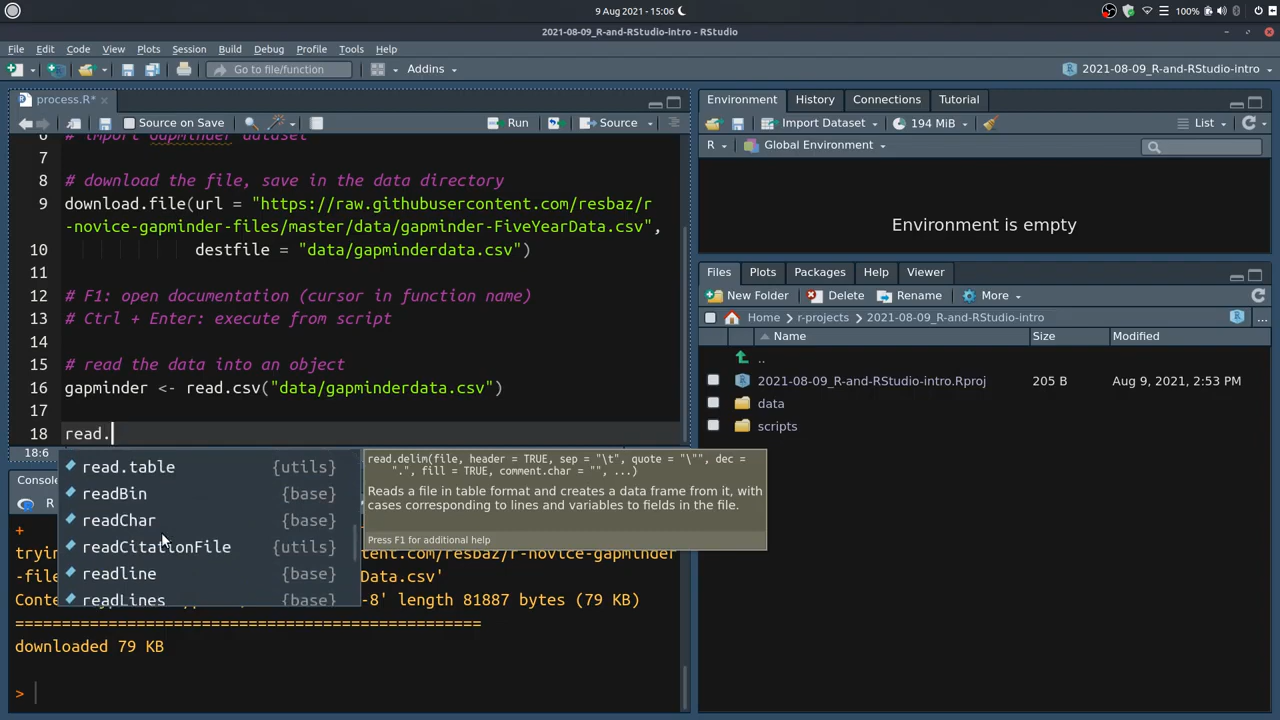 9 Aug 2021 - 15:06
100%
2021-08-09_R-and-RStudio-intro - RStudio
File Edit Code View Plots Session Build Debug Profile Tools Help
Go to file/function
Addins
2021-08-09_R-and-RStudio-intro
process.R*
Source on Save
Run
Source
6 # import Gapminder dataset
7
8 # download the file, save in the data directory
9 download.file(url = "https://raw.githubusercontent.com/resbaz/r
-novice-gapminder-files/master/data/gapminder-FiveYearData.csv",
10 destfile = "data/gapminderdata.csv")
11
12 # F1: open documentation (cursor in function name)
13 # Ctrl + Enter: execute from script
14
15 # read the data into an object
16 gapminder <- read.csv("data/gapminderdata.csv")
17
18 read.
18:6
read.table {utils}
readBin {base}
readChar {base}
readCitationFile {utils}
readline {base}
readLines {base}
read.delim(file, header = TRUE, sep = "\t", quote = "\"", dec =
".", fill = TRUE, comment.char = "", ...)
Reads a file in table format and creates a data frame from it, with
cases corresponding to lines and variables to fields in the file.
Press F1 for additional help
Console
R
+
tryin
ent.com/resbaz/r-novice-gapminder
-file
Data.csv'
Conte
-8' length 81887 bytes (79 KB)
==================================================
downloaded 79 KB
>
Environment History Connections Tutorial
Import Dataset
194 MiB
List
R
Global Environment
Environment is empty
Files Plots Packages Help Viewer
New Folder Delete Rename More
Home r-projects 2021-08-09_R-and-RStudio-intro
...
Name Size Modified
..
2021-08-09_R-and-RStudio-intro.Rproj 205 B Aug 9, 2021, 2:53 PM
data
scripts